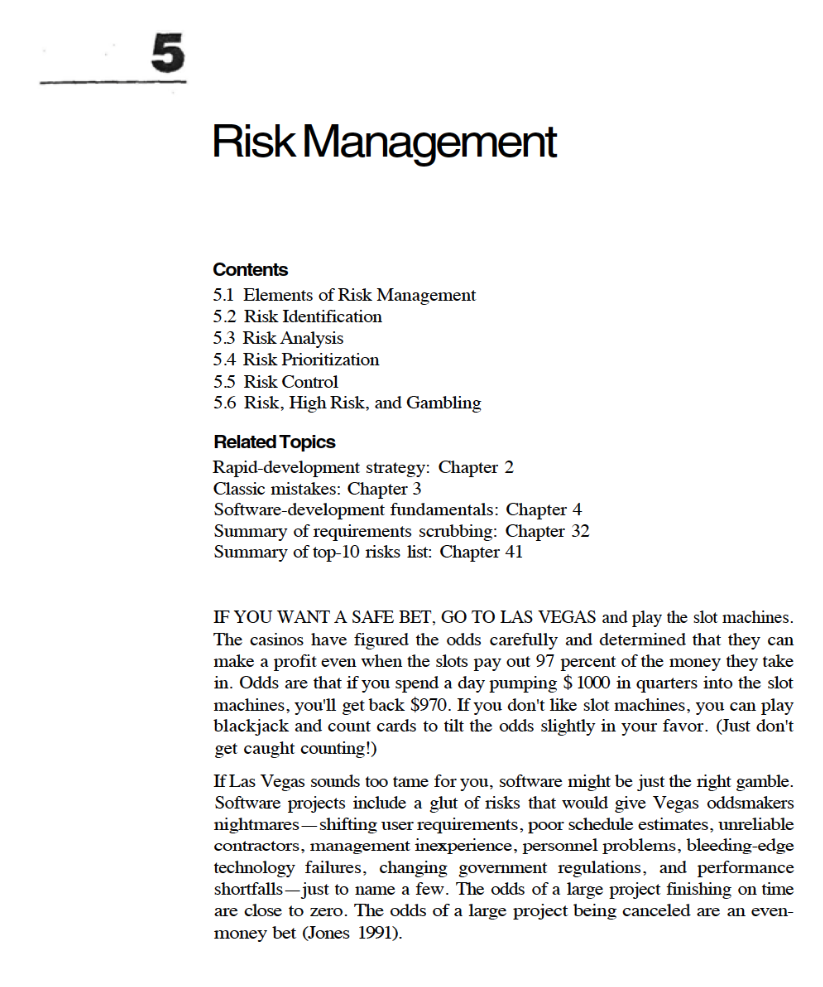 5
Risk Management
Contents
5.1 Elements of Risk Management
5.2 Risk Identification
5.3 Risk Analysis
5.4 Risk Prioritization
5.5 Risk Control
5.6 Risk, High Risk, and Gambling
Related Topics
Rapid-development strategy: Chapter 2
Classic mistakes: Chapter 3
Software-development fundamentals: Chapter 4
Summary of requirements scrubbing: Chapter 32
Summary of top-10 risks list: Chapter 41
IF YOU WANT A SAFE BET, GO TO LAS VEGAS and play the slot machines.
The casinos have figured the odds carefully and determined that they can
make a profit even when the slots pay out 97 percent of the money they take
in. Odds are that if you spend a day pumping $ 1000 in quarters into the slot
machines, you'll get back $970. If you don't like slot machines, you can play
blackjack and count cards to tilt the odds slightly in your favor. (Just don't
get caught counting!)
If Las Vegas sounds too tame for you, software might be just the right gamble.
Software projects include a glut of risks that would give Vegas oddsmakers
nightmares—shifting user requirements, poor schedule estimates, unreliable
contractors, management inexperience, personnel problems, bleeding-edge
technology failures, changing government regulations, and performance
shortfalls—just to name a few. The odds of a large project finishing on time
are close to zero. The odds of a large project being canceled are an even-
money bet (Jones 1991).